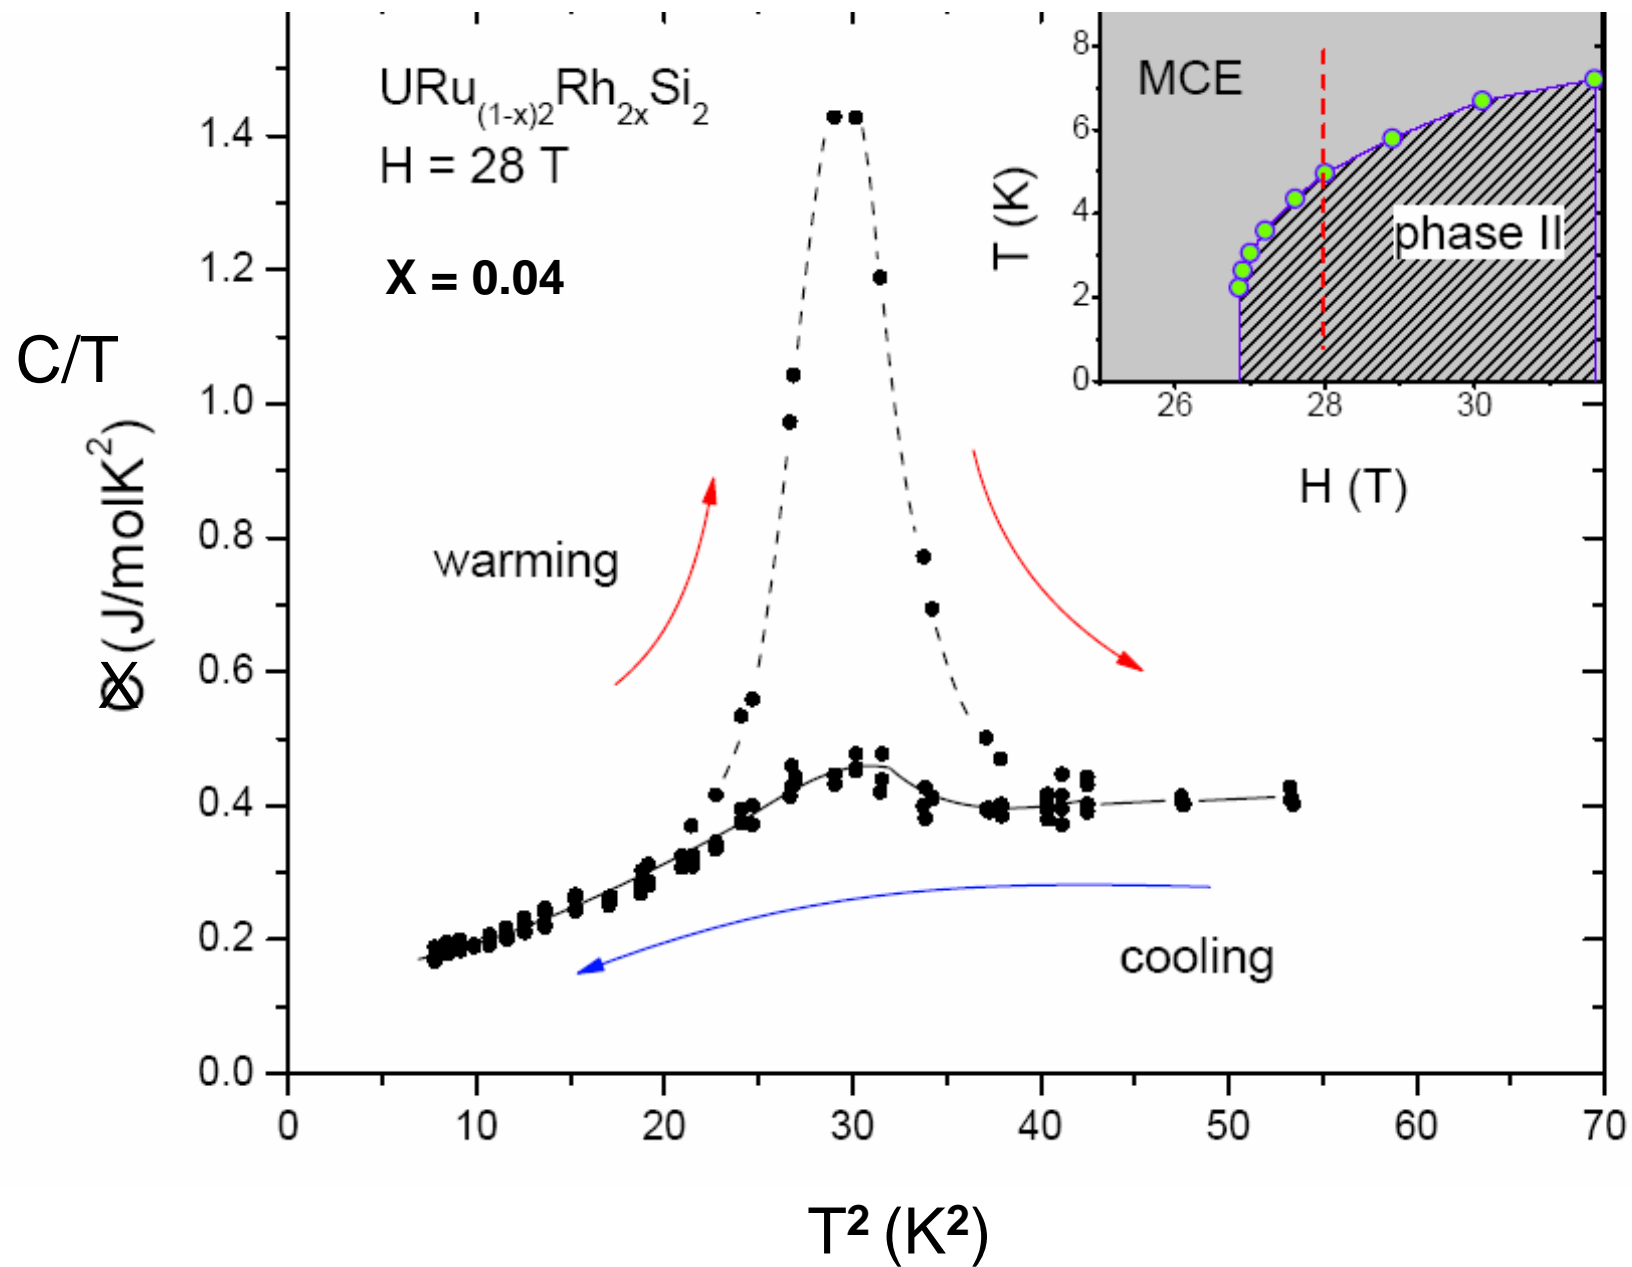 URu(1-x)2Rh2xSi2
H = 28 T
X = 0.04
C/T
X (J/molK2)
1.4
1.2
1.0
0.8
0.6
0.4
0.2
0.0
0 10 20 30 40 50 60 70
T2 (K2)
warming
cooling
MCE
phase II
T (K)
8
6
4
2
0
26 28 30
H (T)